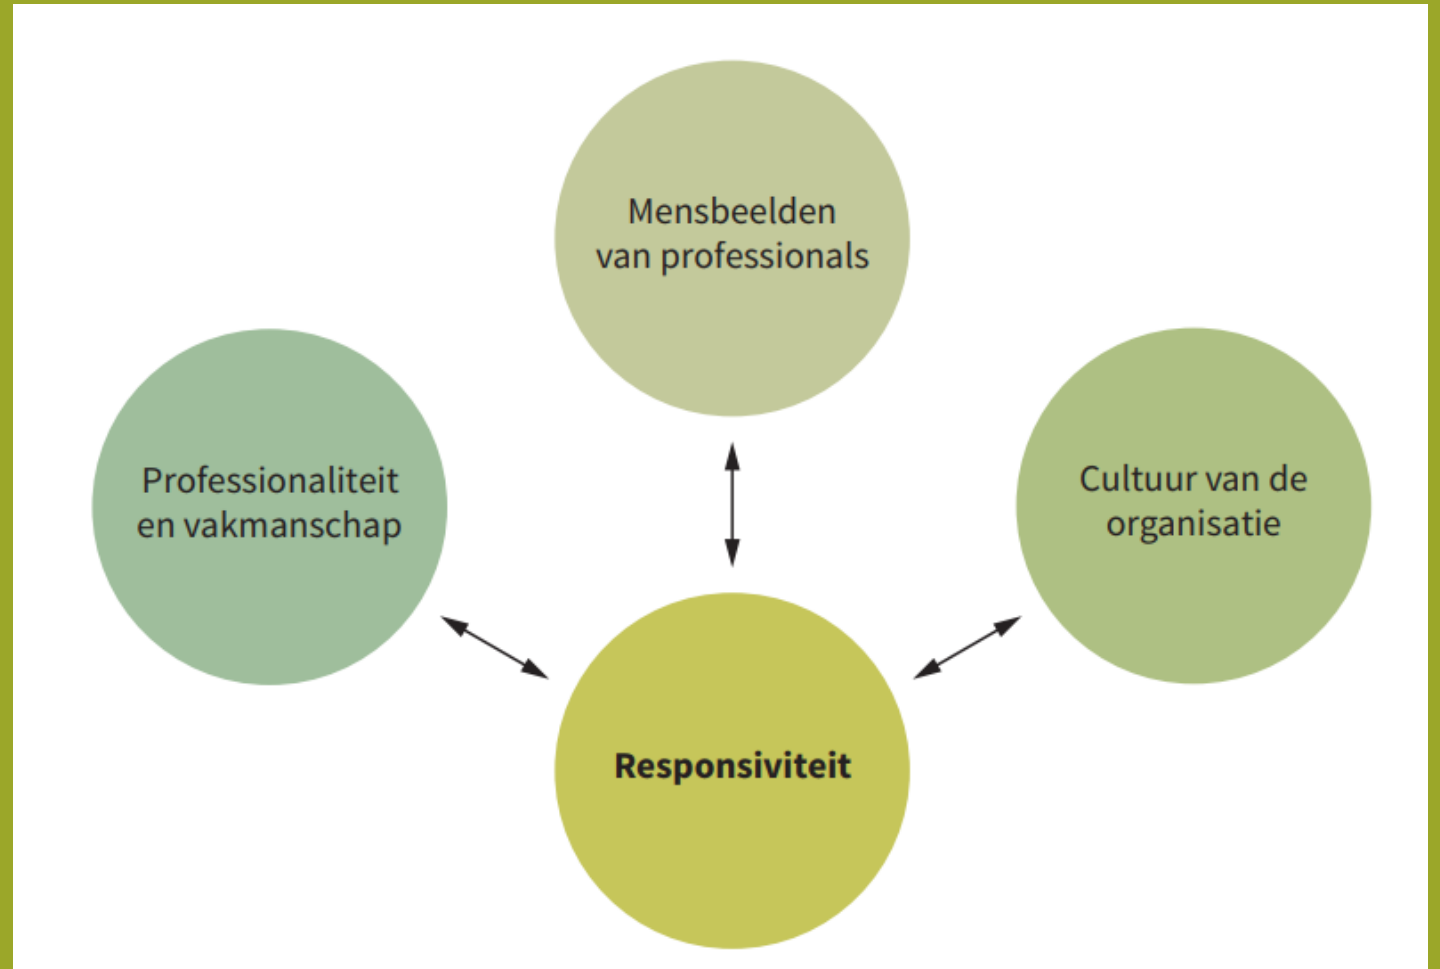 Mensbeelden
van professionals
Professionaliteit
en vakmanschap
Cultuur van de
organisatie
Responsiviteit